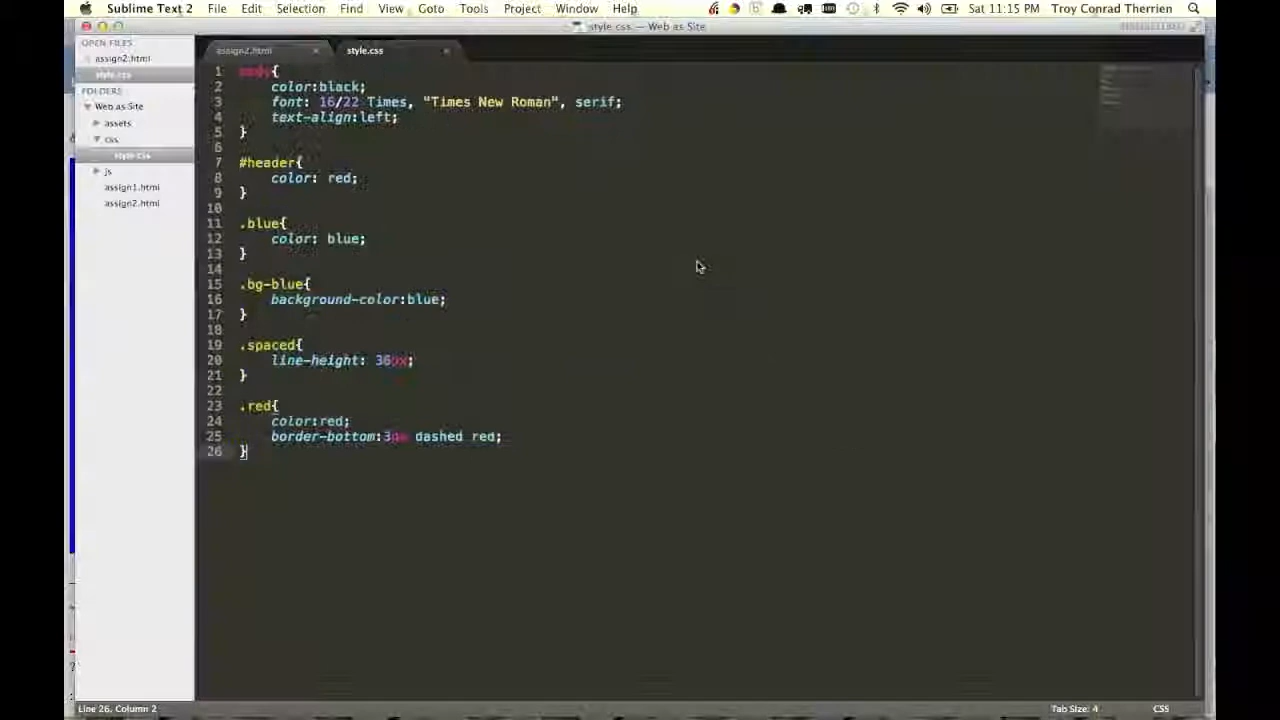 Sublime Text 2 File Edit Selection Find View Goto Tools Project Window Help Sat 11:15 PM Troy Conrad Therrien
style.css — Web as Site
OPEN FILES
assign2.html
style.css
FOLDERS
Web as Site
assets
css
style.css
js
assign1.html
assign2.html
assign2.html × style.css ×
1 body{
2 color:black;
3 font: 16/22 Times, "Times New Roman", serif;
4 text-align:left;
5 }
6
7 #header{
8 color: red;
9 }
10
11 .blue{
12 color: blue;
13 }
14
15 .bg-blue{
16 background-color:blue;
17 }
18
19 .spaced{
20 line-height: 36px;
21 }
22
23 .red{
24 color:red;
25 border-bottom:3px dashed red;
26 }
Line 26, Column 2 Tab Size: 4 CSS